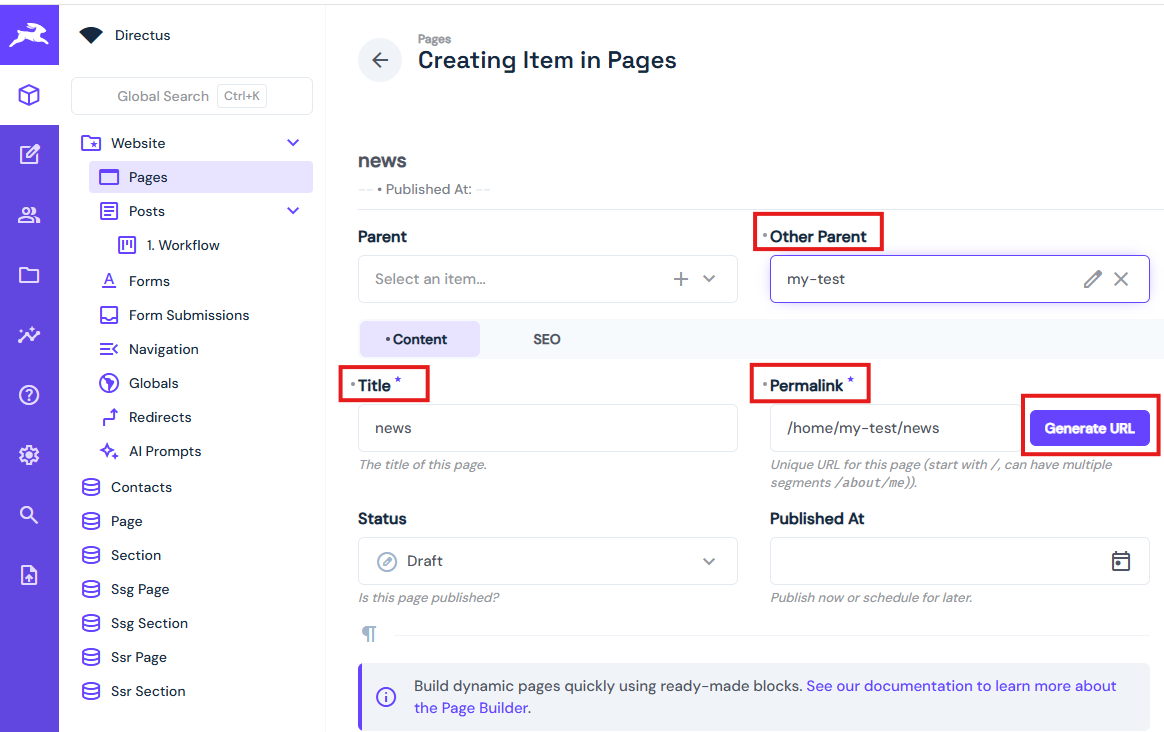 Directus
Global Search Ctrl+K
Website
Pages
Posts
1. Workflow
Forms
Form Submissions
Navigation
Globals
Redirects
AI Prompts
Contacts
Page
Section
Ssg Page
Ssg Section
Ssr Page
Ssr Section
Pages
Creating Item in Pages
news
-- • Published At: --
Parent
Select an item...
• Other Parent
my-test
• Content
SEO
• Title *
news
The title of this page.
• Permalink *
/home/my-test/news
Generate URL
Unique URL for this page (start with /, can have multiple
segments /about/me)).
Status
Draft
Is this page published?
Published At
Publish now or schedule for later.
¶
Build dynamic pages quickly using ready-made blocks. See our documentation to learn more about
the Page Builder.